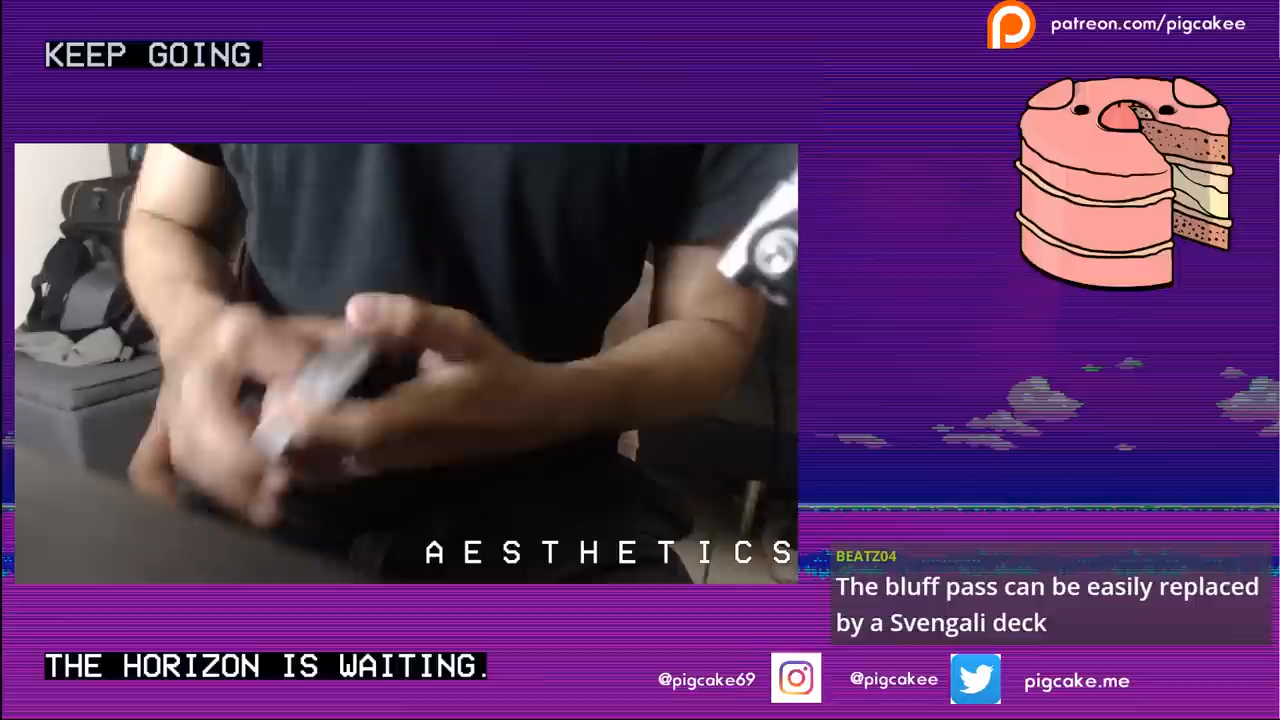 patreon.com/pigcakee
KEEP GOING.
A E S T H E T I C S
BEATZ04
The bluff pass can be easily replaced
by a Svengali deck
THE HORIZON IS WAITING.
@pigcake69
@pigcakee
pigcake.me